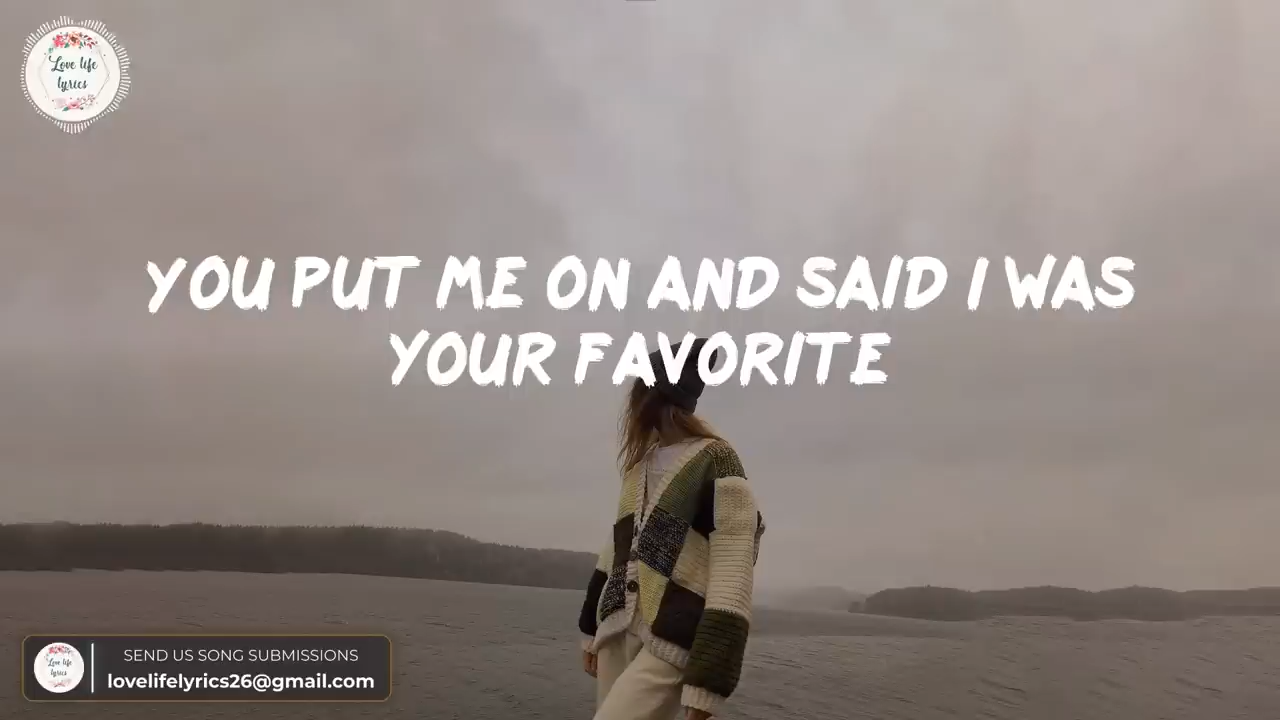 Love life
lyrics
YOU PUT ME ON AND SAID I WAS
YOUR FAVORITE
Love life
lyrics
SEND US SONG SUBMISSIONS
lovelifelyrics26@gmail.com